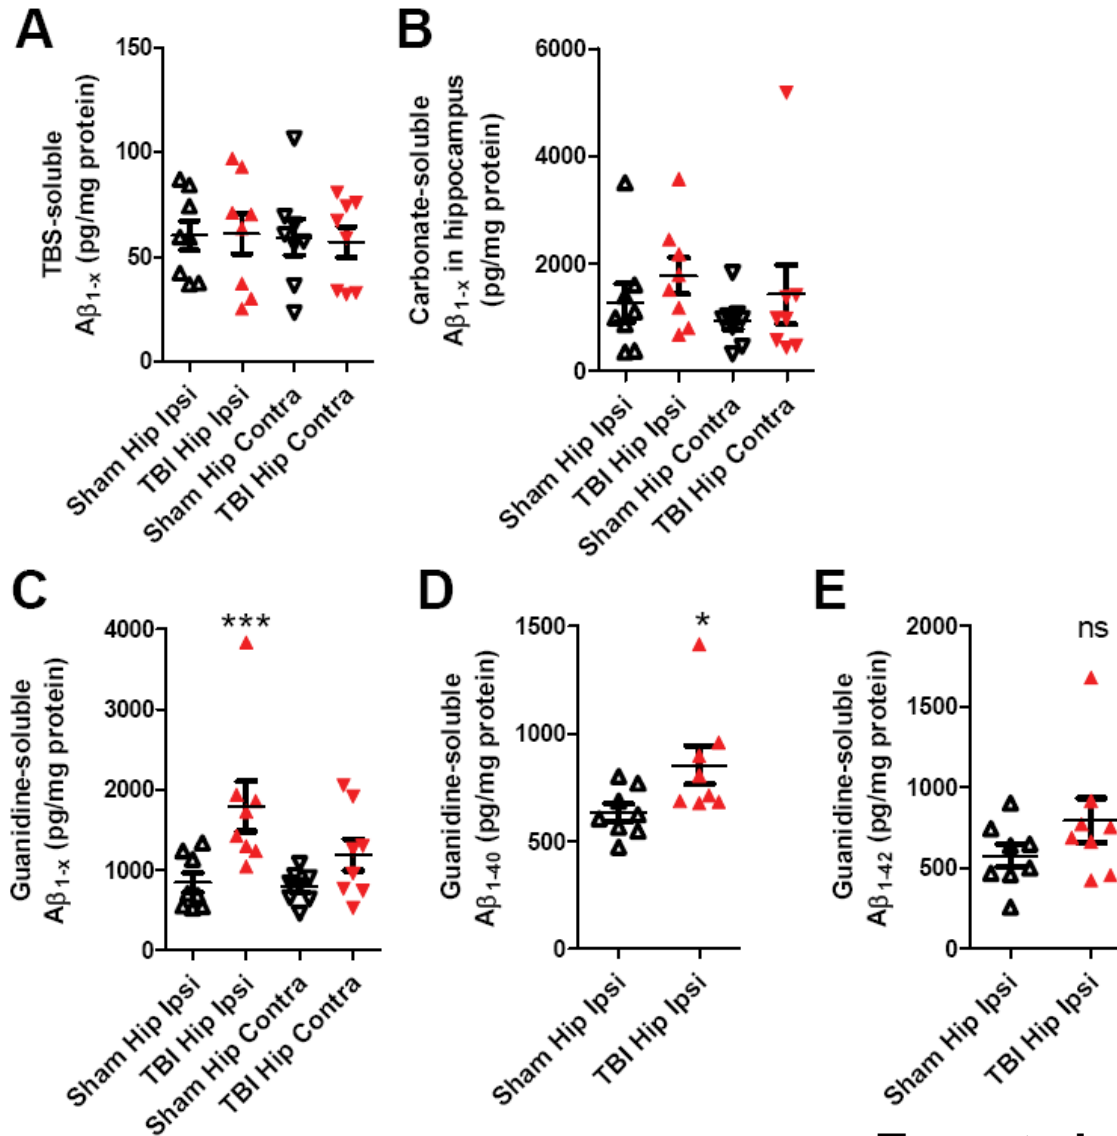 A
TBS-soluble
Aβ1-x (pg/mg protein)
150
100
50
0
Sham Hip Ipsi
TBI Hip Ipsi
Sham Hip Contra
TBI Hip Contra
B
Carbonate-soluble
Aβ1-x in hippocampus
(pg/mg protein)
6000
4000
2000
0
Sham Hip Ipsi
TBI Hip Ipsi
Sham Hip Contra
TBI Hip Contra
C
Guanidine-soluble
Aβ1-x (pg/mg protein)
4000
3000
2000
1000
0
***
Sham Hip Ipsi
TBI Hip Ipsi
Sham Hip Contra
TBI Hip Contra
D
Guanidine-soluble
Aβ1-40 (pg/mg protein)
1500
1000
500
0
*
Sham Hip Ipsi
TBI Hip Ipsi
E
Guanidine-soluble
Aβ1-42 (pg/mg protein)
2000
1500
1000
500
0
ns
Sham Hip Ipsi
TBI Hip Ipsi